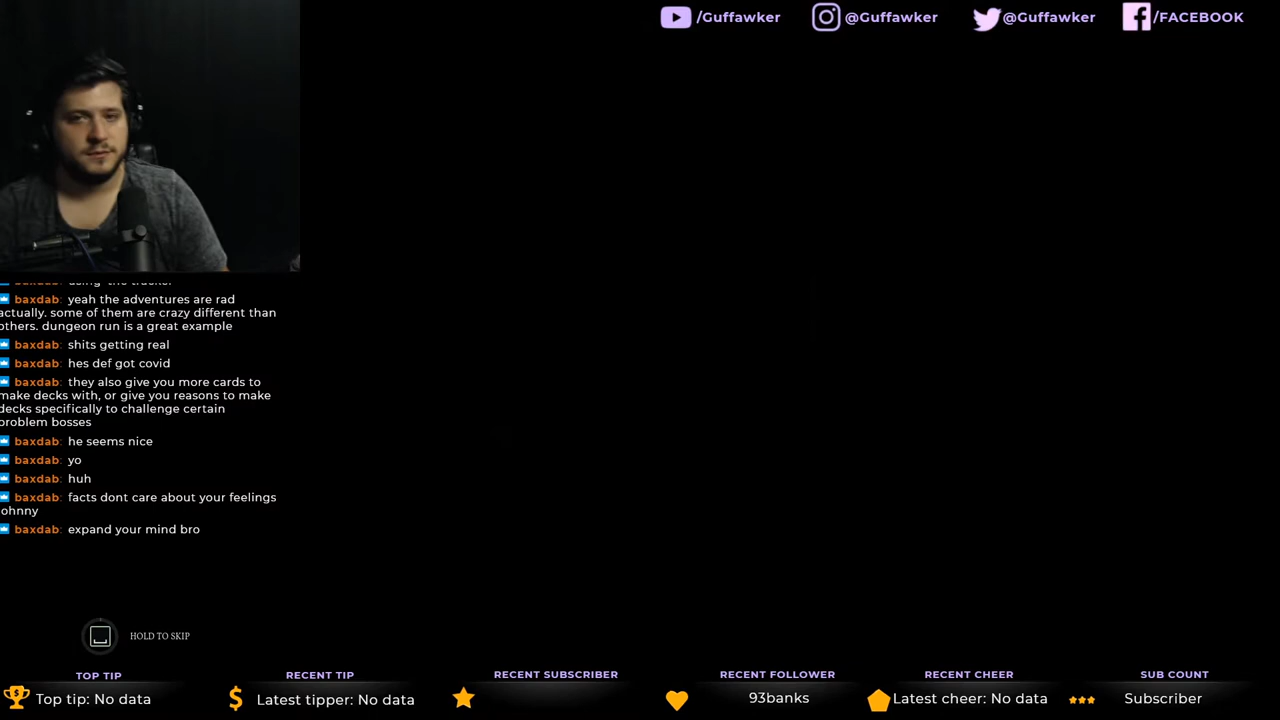 /Guffawker @Guffawker @Guffawker /FACEBOOK
baxdab: using the tracker
baxdab: yeah the adventures are rad
actually. some of them are crazy different than
others. dungeon run is a great example
baxdab: shits getting real
baxdab: hes def got covid
baxdab: they also give you more cards to
make decks with, or give you reasons to make
decks specifically to challenge certain
problem bosses
baxdab: he seems nice
baxdab: yo
baxdab: huh
baxdab: facts dont care about your feelings
ohnny
baxdab: expand your mind bro
HOLD TO SKIP
TOP TIP RECENT TIP RECENT SUBSCRIBER RECENT FOLLOWER RECENT CHEER SUB COUNT
Top tip: No data Latest tipper: No data 93banks Latest cheer: No data Subscriber